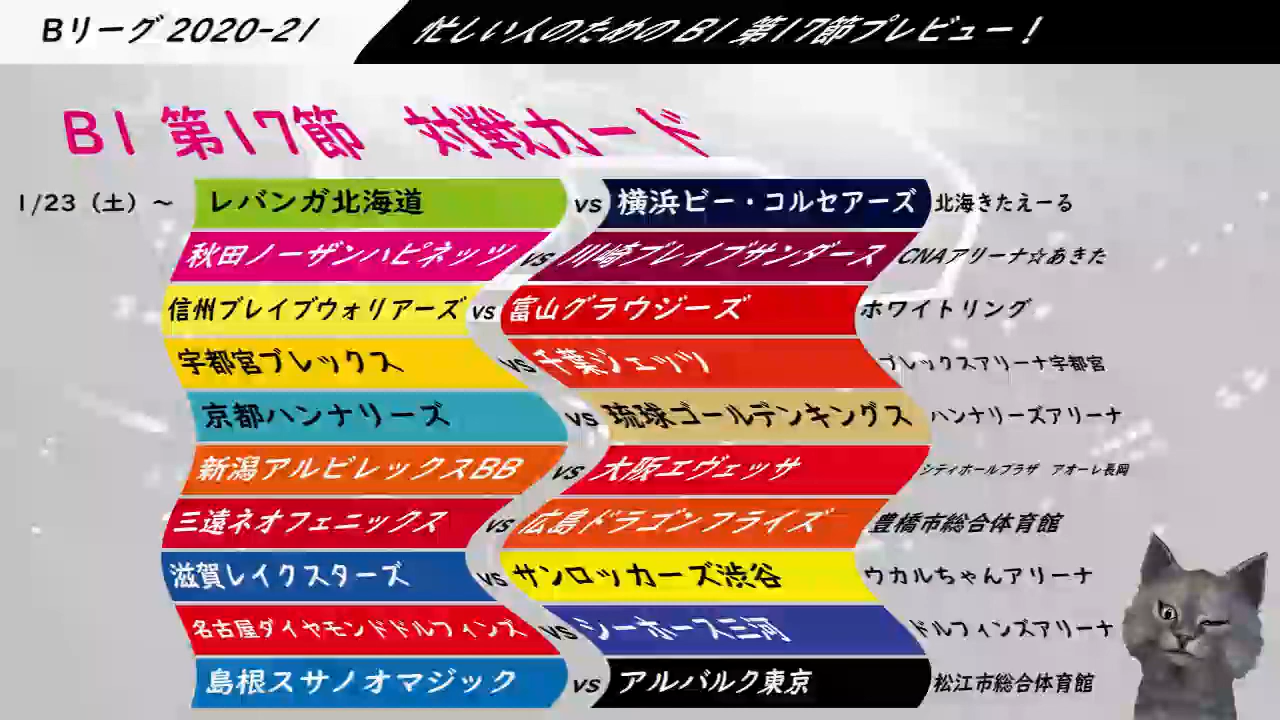 Bリーグ 2020-21 忙しい人のためのB1 第17節プレビュー！
B1 第17節 対戦カード
1/23（土）～ レバンガ北海道 vs 横浜ビー・コルセアーズ 北海きたえーる
秋田ノーザンハピネッツ vs 川崎ブレイブサンダース CNAアリーナ☆あきた
信州ブレイブウォリアーズ vs 富山グラウジーズ ホワイトリング
宇都宮ブレックス vs 千葉ジェッツ ブレックスアリーナ宇都宮
京都ハンナリーズ vs 琉球ゴールデンキングス ハンナリーズアリーナ
新潟アルビレックスBB vs 大阪エヴェッサ シティホールプラザ アオーレ長岡
三遠ネオフェニックス vs 広島ドラゴンフライズ 豊橋市総合体育館
滋賀レイクスターズ vs サンロッカーズ渋谷 ウカルちゃんアリーナ
名古屋ダイヤモンドドルフィンズ vs シーホース三河 ドルフィンズアリーナ
島根スサノオマジック vs アルバルク東京 松江市総合体育館